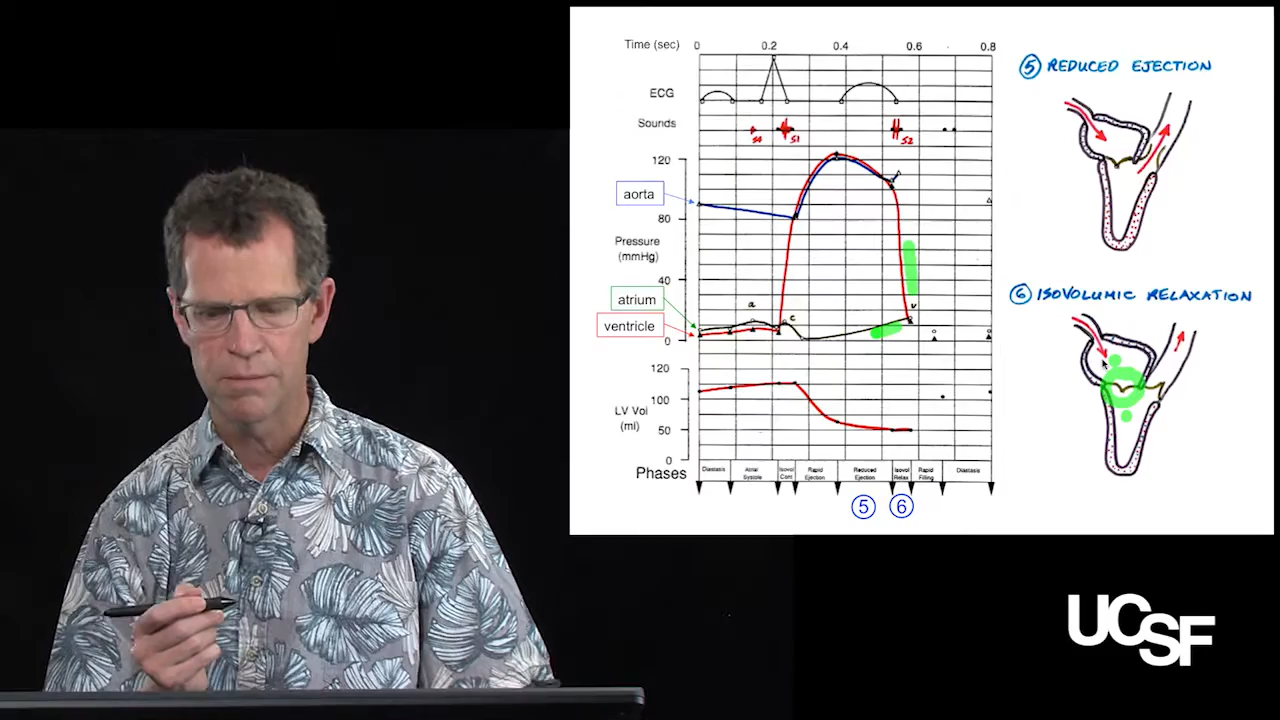 Time (sec)
0 0.2 0.4 0.6 0.8
ECG
Sounds
S4 S1 S2
120
aorta
80
Pressure
(mmHg)
40
atrium
ventricle
a c v
0
120
100
LV Vol
(ml)
50
0
Phases
Diastasis
Atrial
Systole
Isovol
Cont
Rapid
Ejection
Reduced
Ejection
Isovol
Relax
Rapid
Filling
Diastasis
5 6
5 REDUCED EJECTION
6 ISOVOLUMIC RELAXATION
UCSF